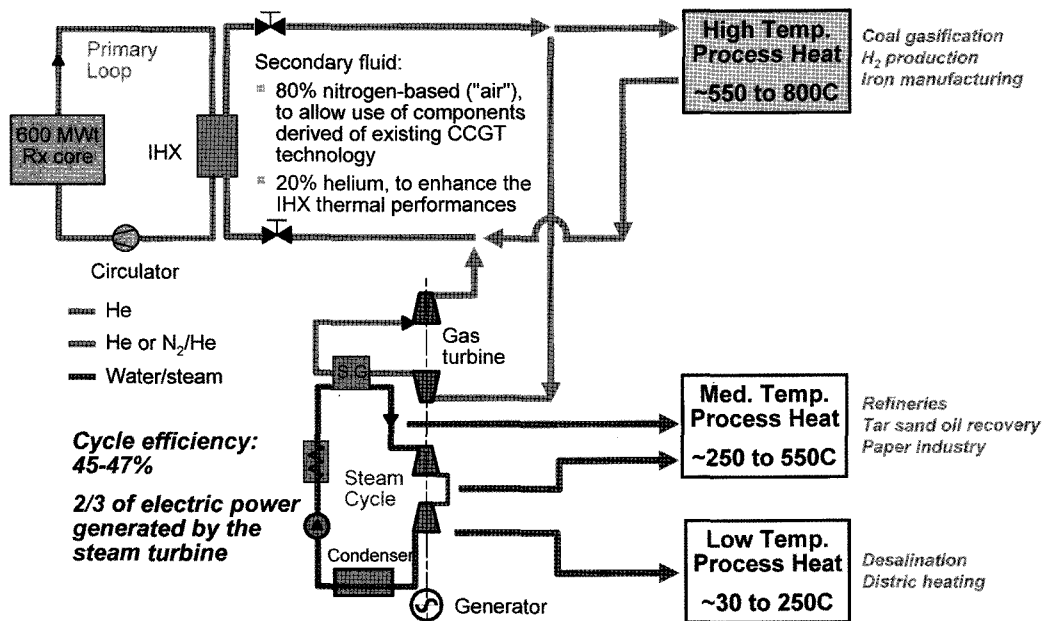 Primary
Loop
600 MWt
Rx core
IHX
Circulator
Secondary fluid:
80% nitrogen-based ("air"),
to allow use of components
derived of existing CCGT
technology
20% helium, to enhance the
IHX thermal performances
High Temp.
Process Heat
~550 to 800C
Coal gasification
H₂ production
Iron manufacturing
He
He or N₂/He
Water/steam
Gas
turbine
S G
Cycle efficiency:
45-47%
2/3 of electric power
generated by the
steam turbine
Steam
Cycle
Condenser
Generator
Med. Temp.
Process Heat
~250 to 550C
Refineries
Tar sand oil recovery
Paper industry
Low Temp.
Process Heat
~30 to 250C
Desalination
Distric heating